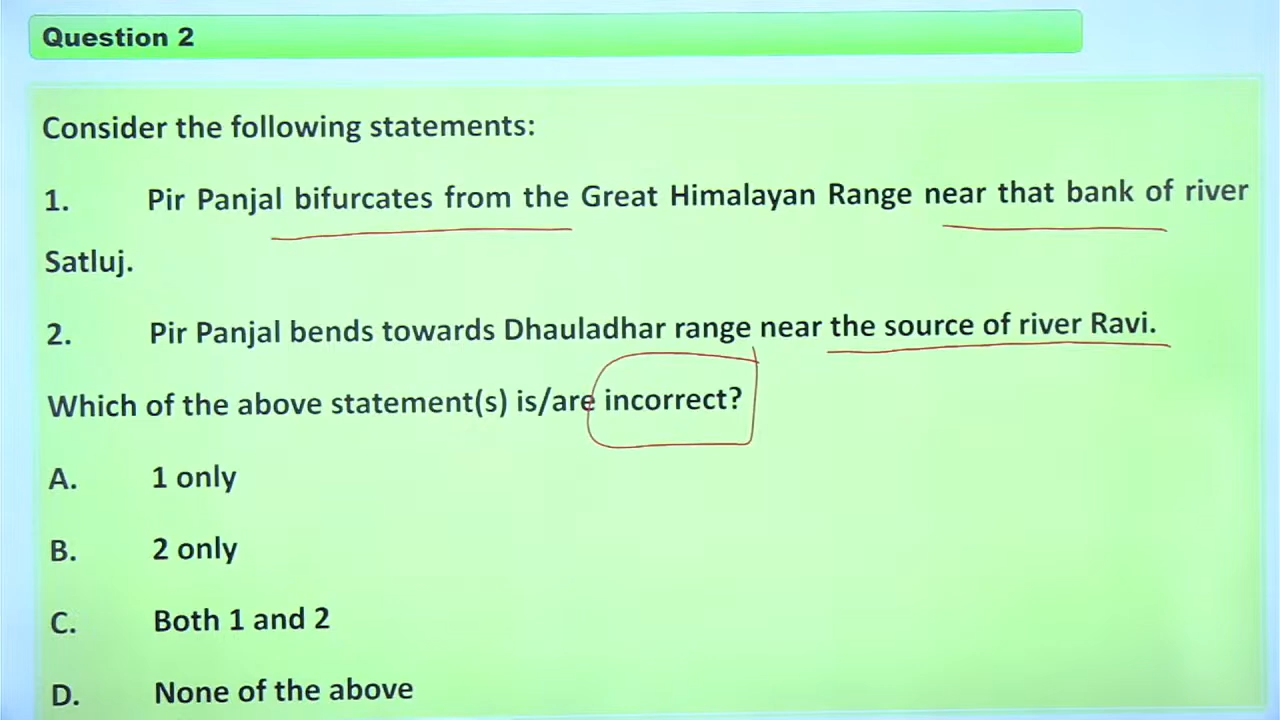 Question 2
Consider the following statements:
1. Pir Panjal bifurcates from the Great Himalayan Range near that bank of river
Satluj.
2. Pir Panjal bends towards Dhauladhar range near the source of river Ravi.
Which of the above statement(s) is/are incorrect?
A. 1 only
B. 2 only
C. Both 1 and 2
D. None of the above